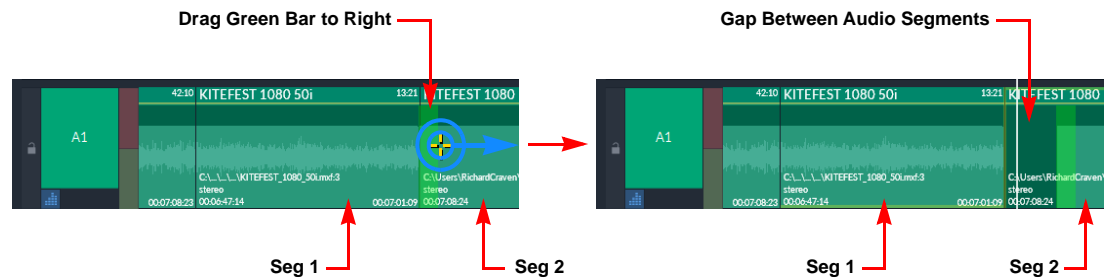 Drag Green Bar to Right
Gap Between Audio Segments
A1
42:10 KITEFEST 1080 50i 13:21 KITEFEST 1080
C:\...\...\...\KITEFEST_1080_50i.mxf:3 C:\Users\RichardCraven\
stereo stereo
00:07:08:23 00:06:47:14 00:07:01:09 00:07:08:24
Seg 1
Seg 2
A1
42:10 KITEFEST 1080 50i 13:21 KITEFEST 1080
C:\...\...\...\KITEFEST_1080_50i.mxf:3 C:\Users\RichardCraven\
stereo stereo
00:07:08:23 00:06:47:14 00:07:01:09 00:07:08:24
Seg 1
Seg 2